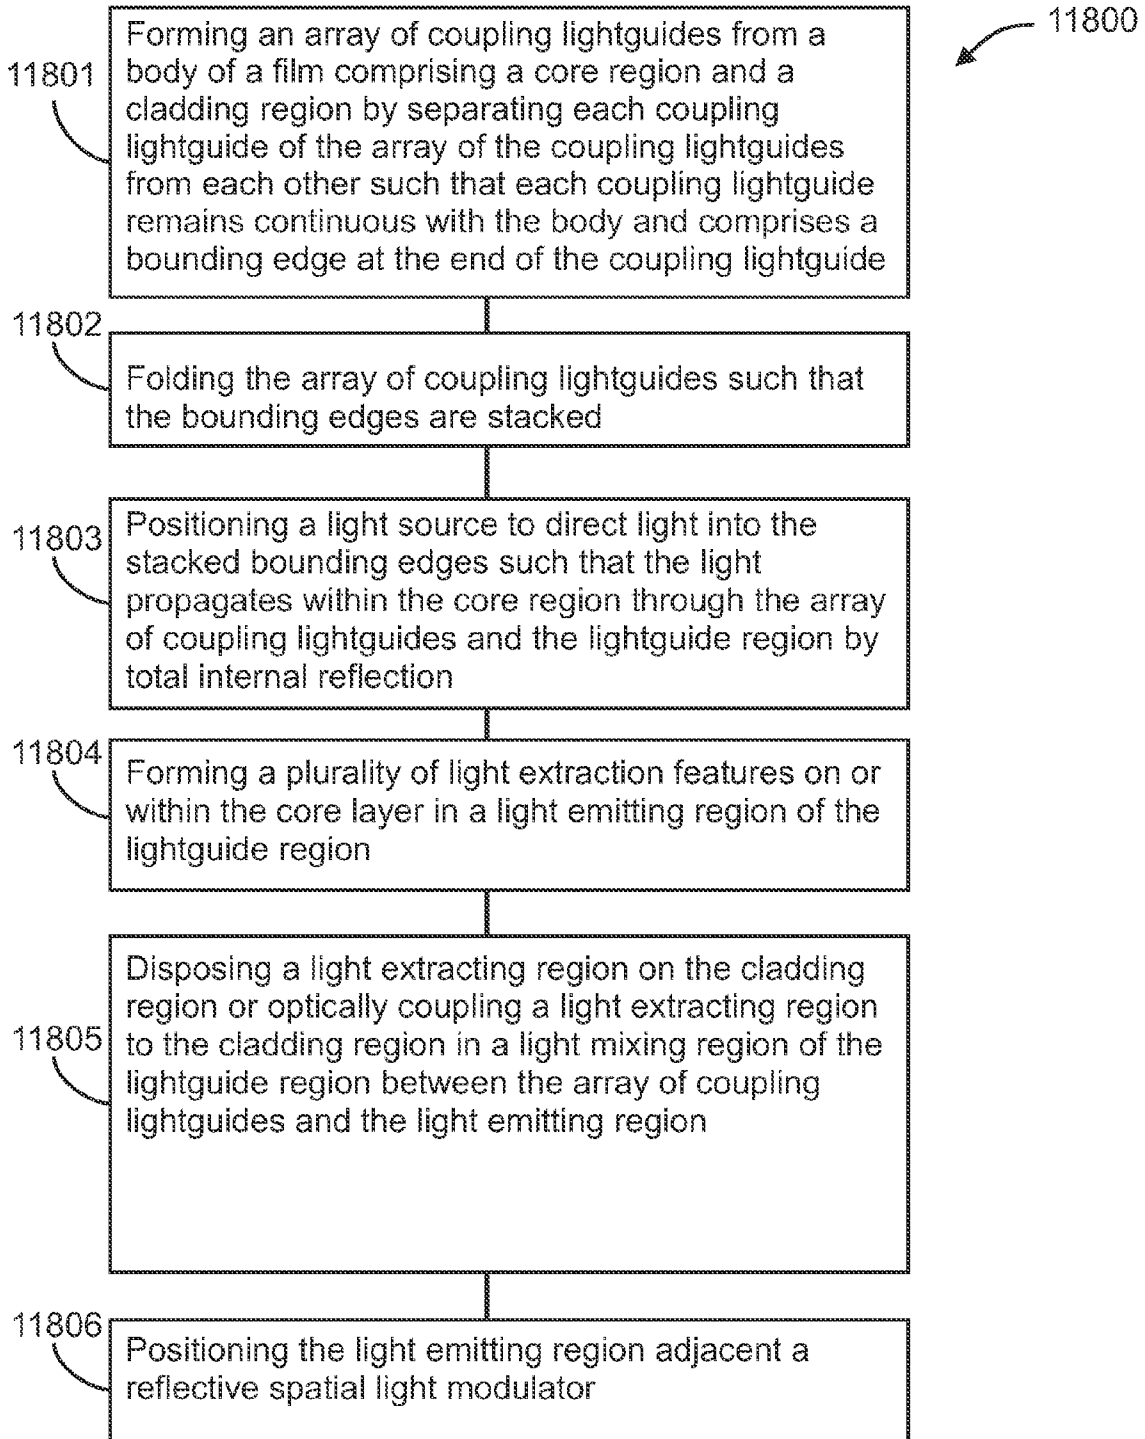 11800
11801
Forming an array of coupling lightguides from a
body of a film comprising a core region and a
cladding region by separating each coupling
lightguide of the array of the coupling lightguides
from each other such that each coupling lightguide
remains continuous with the body and comprises a
bounding edge at the end of the coupling lightguide
11802
Folding the array of coupling lightguides such that
the bounding edges are stacked
11803
Positioning a light source to direct light into the
stacked bounding edges such that the light
propagates within the core region through the array
of coupling lightguides and the lightguide region by
total internal reflection
11804
Forming a plurality of light extraction features on or
within the core layer in a light emitting region of the
lightguide region
11805
Disposing a light extracting region on the cladding
region or optically coupling a light extracting region
to the cladding region in a light mixing region of the
lightguide region between the array of coupling
lightguides and the light emitting region
11806
Positioning the light emitting region adjacent a
reflective spatial light modulator